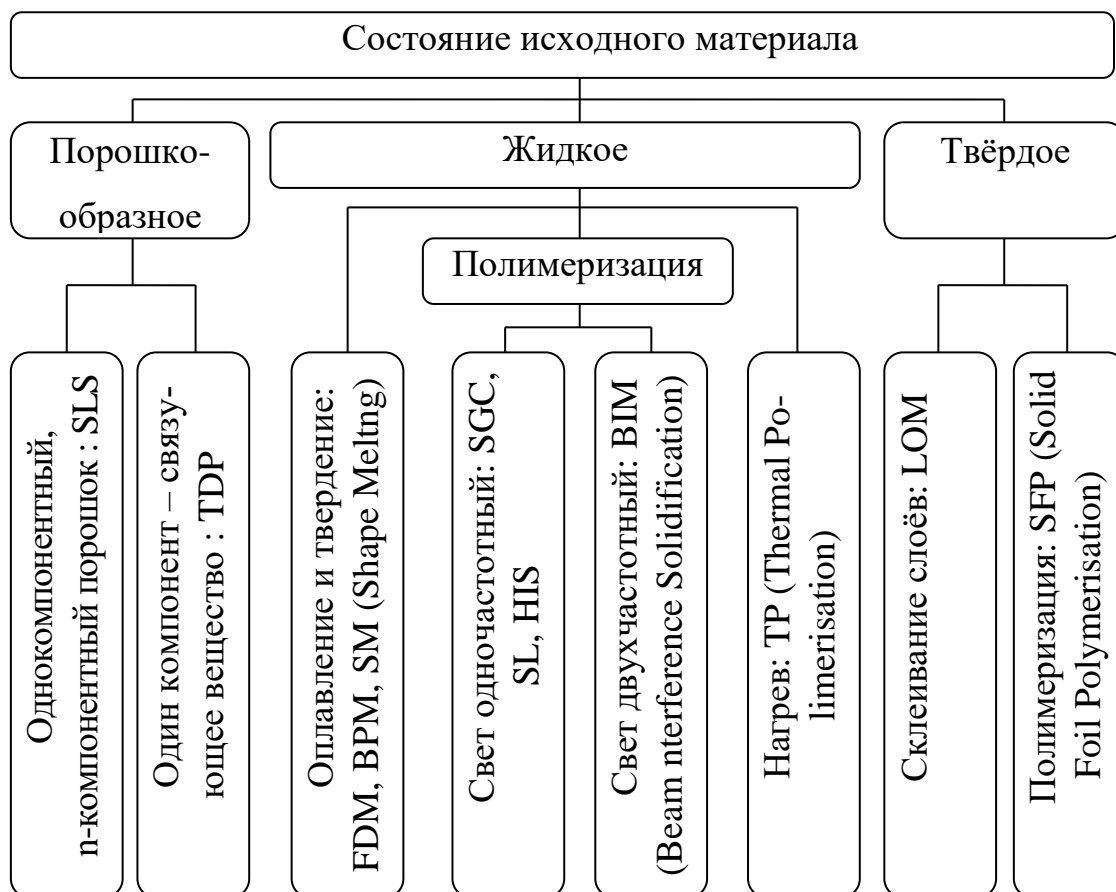 Состояние исходного материала
Порошко-
образное
Жидкое
Твёрдое
Полимеризация
Однокомпонентный,
n-компонентный порошок : SLS
Один компонент – связу-
ющее вещество : TDP
Оплавление и твердение:
FDM, BPM, SM (Shape Meltng)
Свет одночастотный: SGC,
SL, HIS
Свет двухчастотный: BIM
(Beam nterference Solidification)
Нагрев: TP (Thermal Po-
limerisation)
Склеивание слоёв: LOM
Полимеризация: SFP (Solid
Foil Polymerisation)